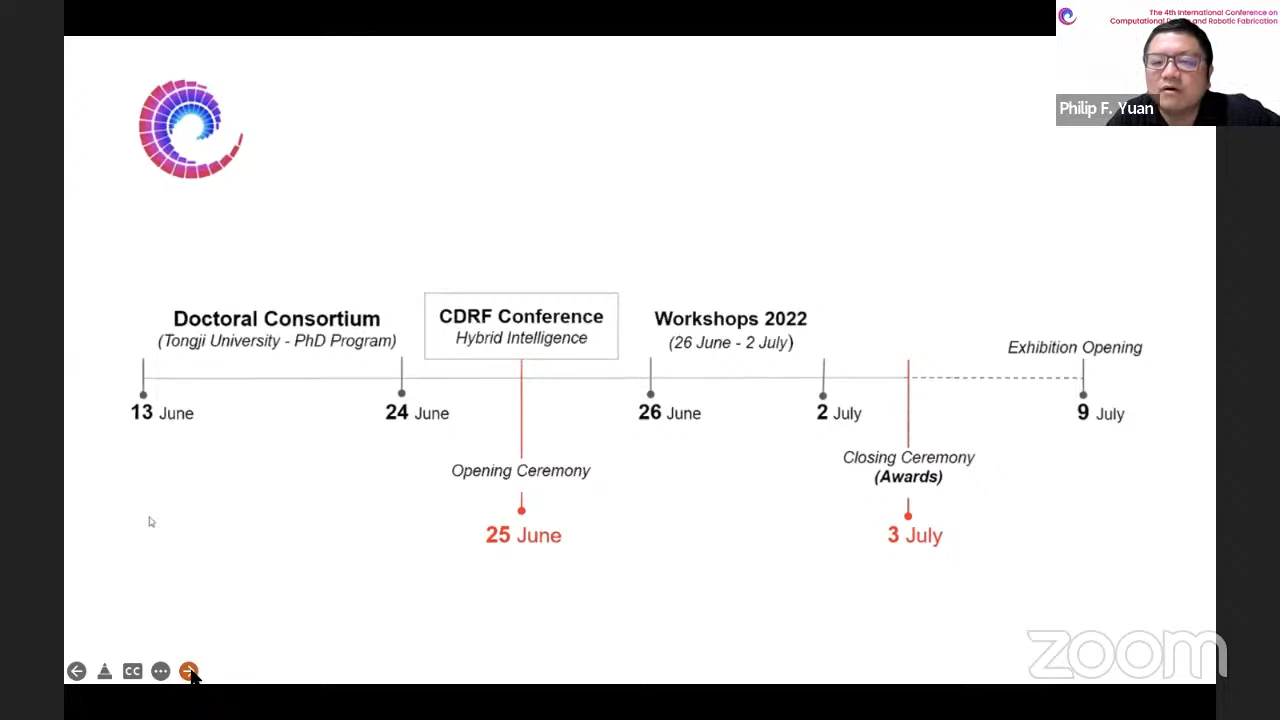 The 4th International Conference on
Computational and Robotic Fabrication
Philip F. Yuan
Doctoral Consortium
(Tongji University - PhD Program)
CDRF Conference
Hybrid Intelligence
Workshops 2022
(26 June - 2 July)
Exhibition Opening
13 June
24 June
26 June
2 July
9 July
Opening Ceremony
25 June
Closing Ceremony
(Awards)
3 July
CC
zoom